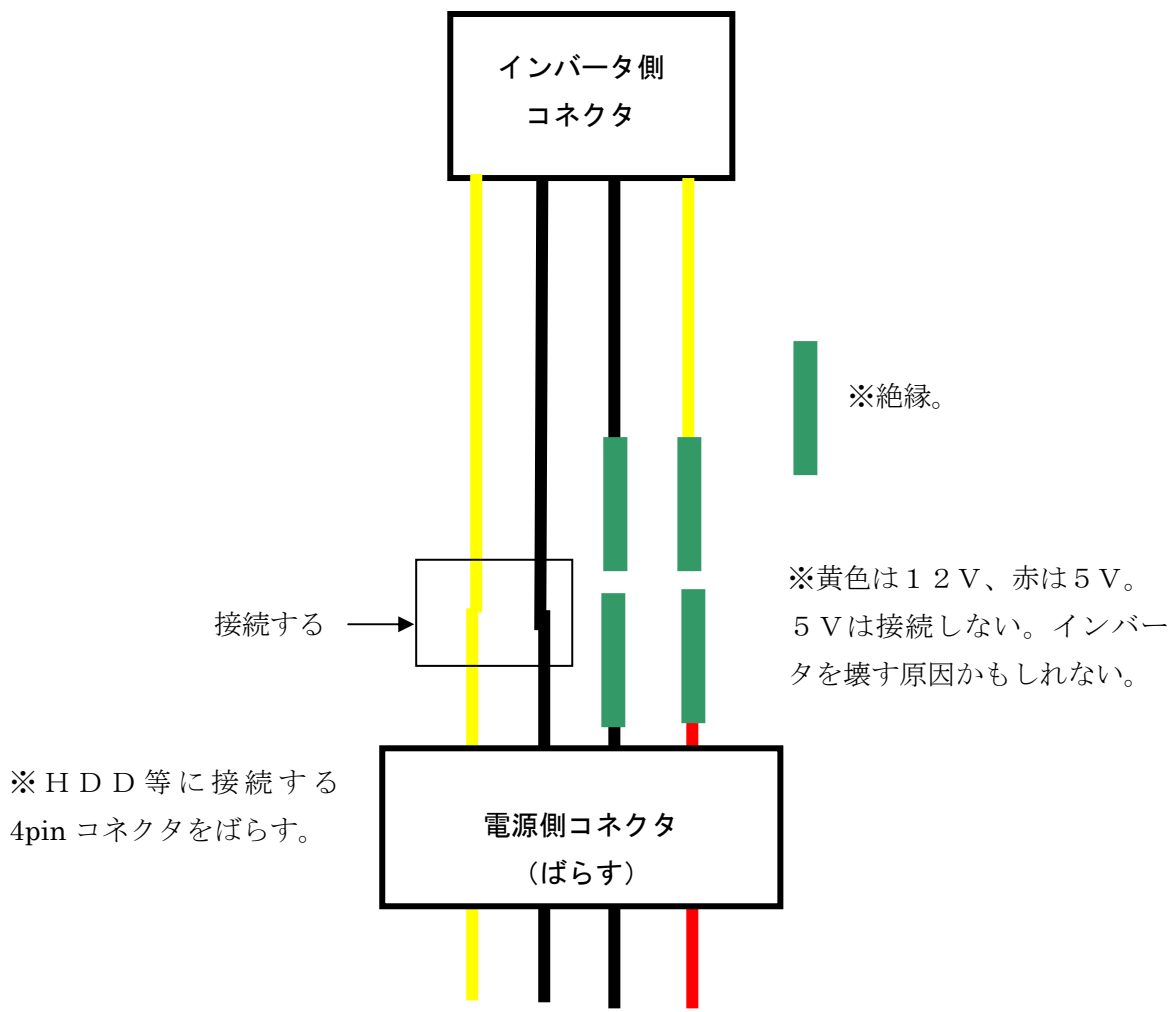 インバータ側
コネクタ
※絶縁。
※黄色は１２Ｖ、赤は５Ｖ。
５Ｖは接続しない。インバー
タを壊す原因かもしれない。
接続する
※ＨＤＤ等に接続する
4pin コネクタをばらす。
電源側コネクタ
（ばらす）